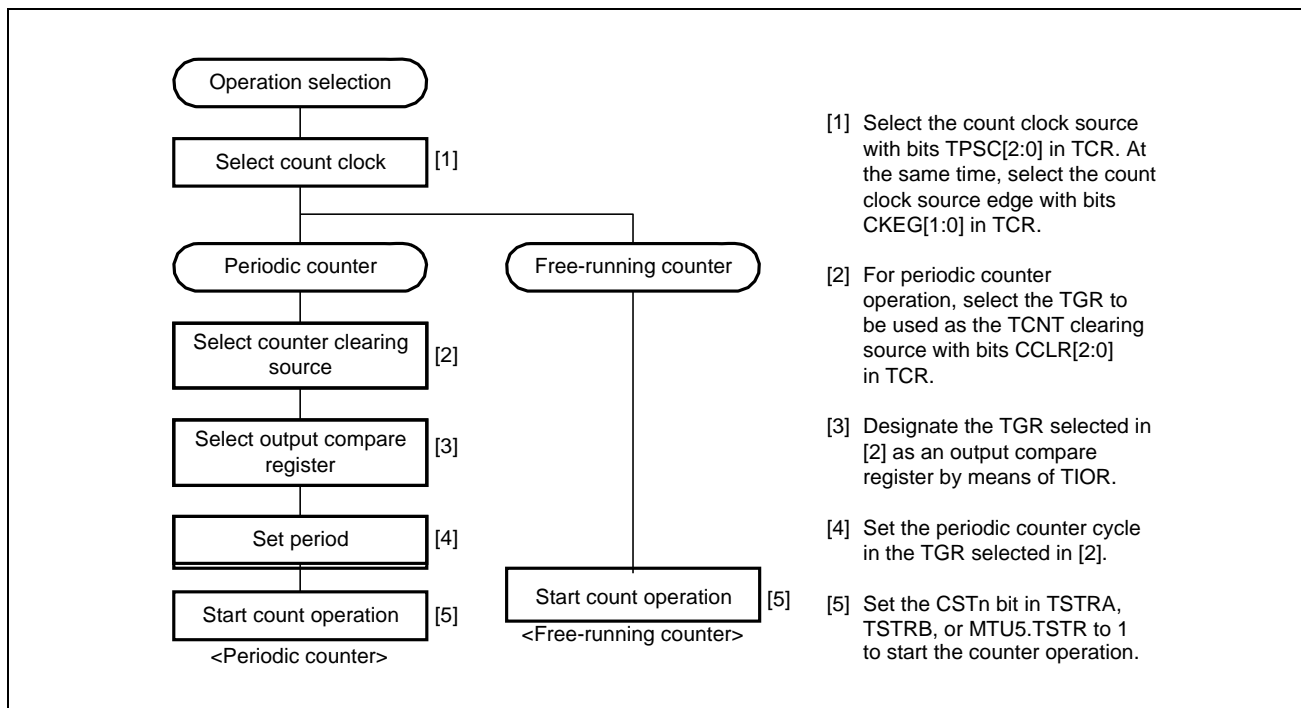 Operation selection
Select count clock
[1]
Periodic counter
Free-running counter
Select counter clearing
source
[2]
Select output compare
register
[3]
Set period
[4]
Start count operation
[5]
<Periodic counter>
Start count operation
[5]
<Free-running counter>
[1] Select the count clock source
with bits TPSC[2:0] in TCR. At
the same time, select the count
clock source edge with bits
CKEG[1:0] in TCR.
[2] For periodic counter
operation, select the TGR to
be used as the TCNT clearing
source with bits CCLR[2:0]
in TCR.
[3] Designate the TGR selected in
[2] as an output compare
register by means of TIOR.
[4] Set the periodic counter cycle
in the TGR selected in [2].
[5] Set the CSTn bit in TSTRA,
TSTRB, or MTU5.TSTR to 1
to start the counter operation.